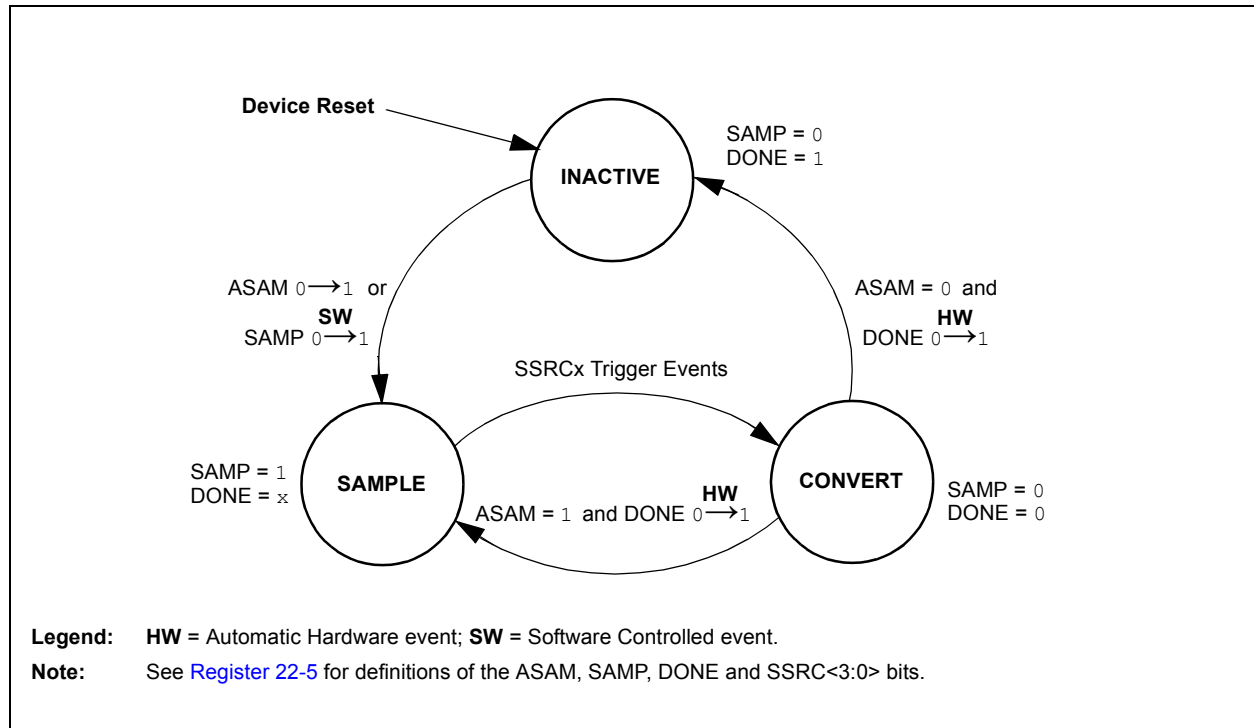 Device Reset
SAMP = 0
DONE = 1
INACTIVE
ASAM 0→1 or
SW
SAMP 0→1
ASAM = 0 and
HW
DONE 0→1
SSRCx Trigger Events
SAMP = 1
DONE = x
SAMPLE
CONVERT
SAMP = 0
DONE = 0
HW
ASAM = 1 and DONE 0→1
Legend: HW = Automatic Hardware event; SW = Software Controlled event.
Note: See Register 22-5 for definitions of the ASAM, SAMP, DONE and SSRC<3:0> bits.